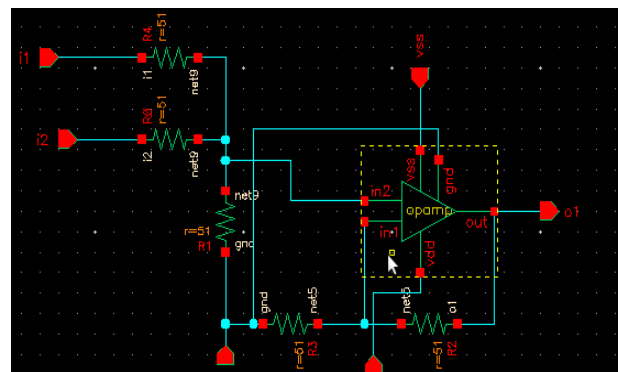 r=51
R4
i1
i1
net9
r=51
R0
i2
i2
net9
vss
vss
gnd
net9
in2
opamp
r=51
R1
gnd
in1
out
o1
vdd
gnd
net5
net5
o1
r=51
R3
r=51
R2